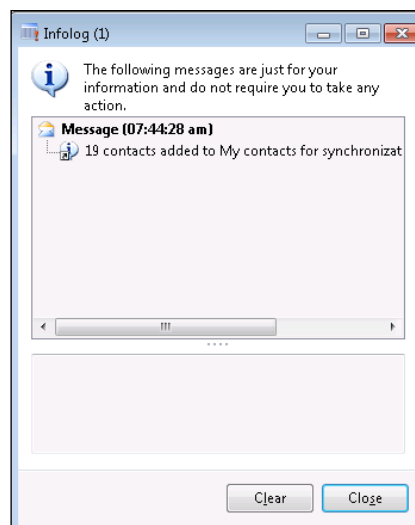 Infolog (1)
The following messages are just for your
information and do not require you to take any
action.
Message (07:44:28 am)
19 contacts added to My contacts for synchronizat
Clear
Close